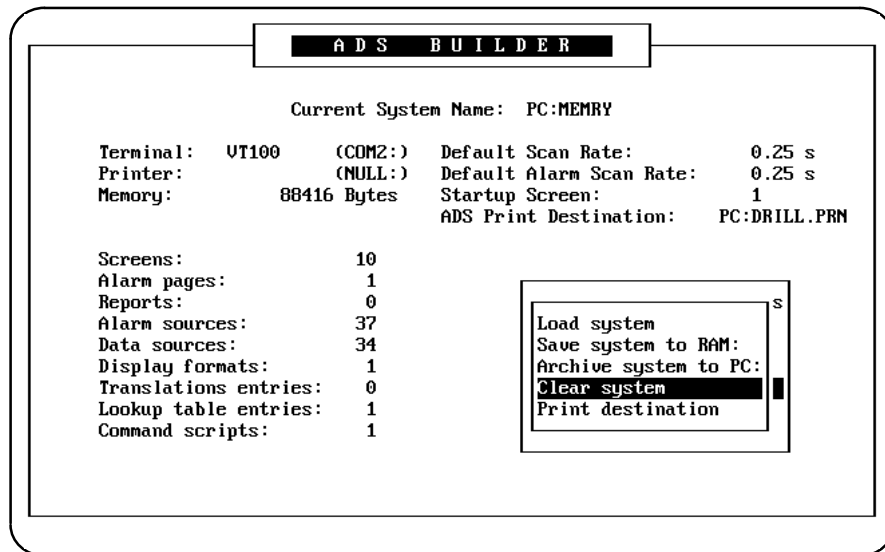 ADS BUILDER
Current System Name: PC:MEMRY
Terminal: VT100 (COM2:) Default Scan Rate: 0.25 s
Printer: (NULL:) Default Alarm Scan Rate: 0.25 s
Memory: 88416 Bytes Startup Screen: 1
ADS Print Destination: PC:DRILL.PRN
Screens: 10
Alarm pages: 1
Reports: 0
Alarm sources: 37
Data sources: 34
Display formats: 1
Translations entries: 0
Lookup table entries: 1
Command scripts: 1
s
Load system
Save system to RAM:
Archive system to PC:
Clear system
Print destination